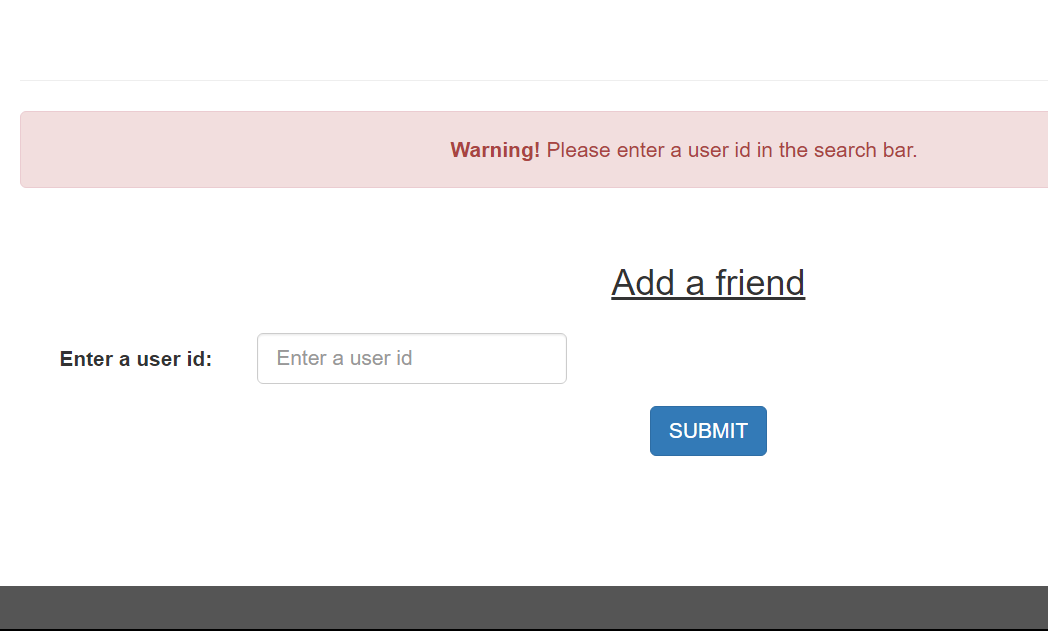 Warning! Please enter a user id in the search bar.
Add a friend
Enter a user id: Enter a user id
SUBMIT